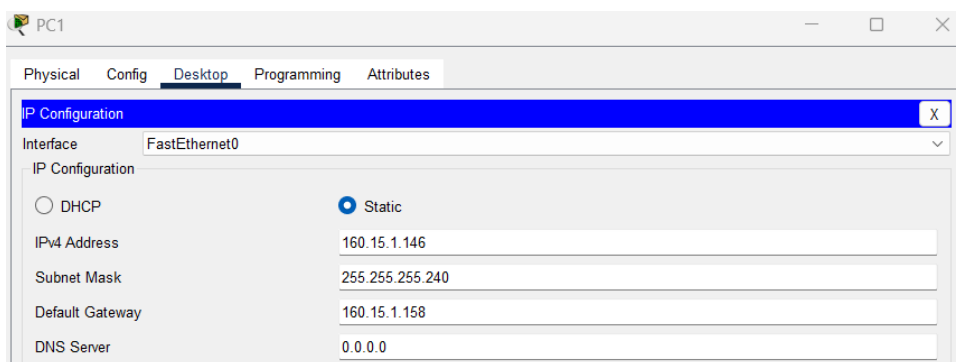 PC1
Physical Config Desktop Programming Attributes
IP Configuration X
Interface FastEthernet0
IP Configuration
DHCP Static
IPv4 Address 160.15.1.146
Subnet Mask 255.255.255.240
Default Gateway 160.15.1.158
DNS Server 0.0.0.0